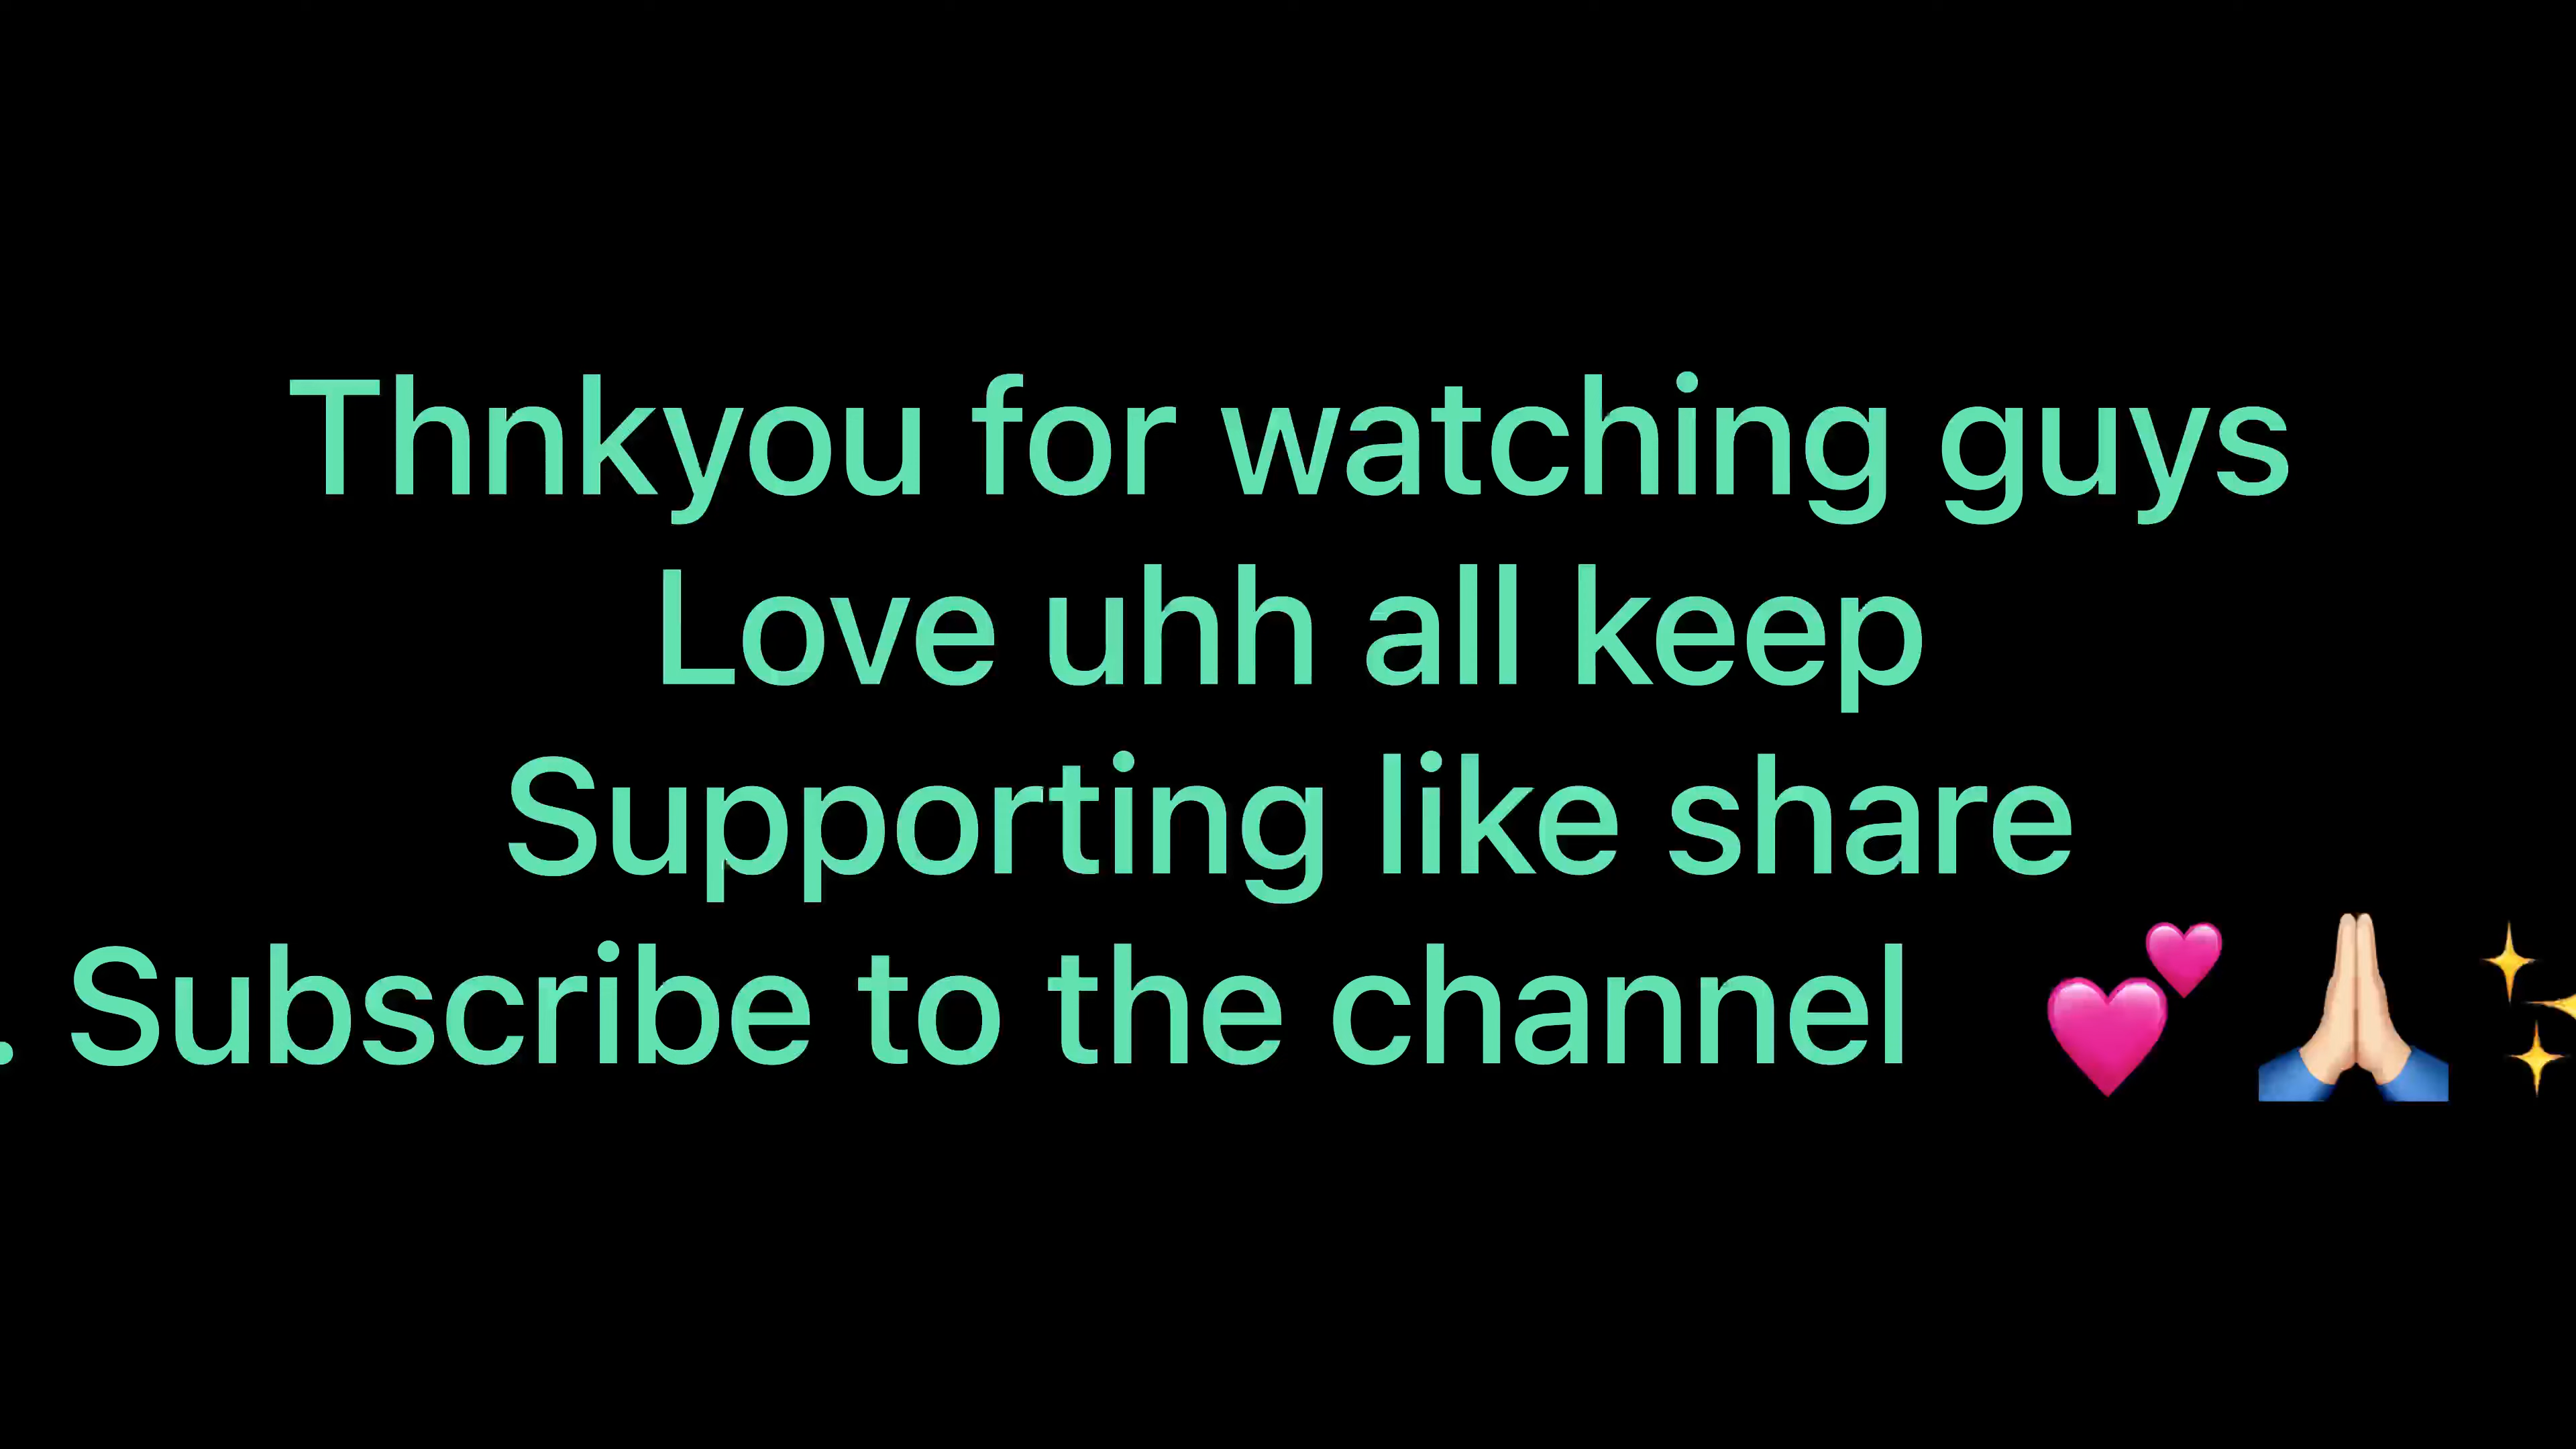 Thnkyou for watching guys
Love uhh all keep
Supporting like share
. Subscribe to the channel 💕🙏🏻✨